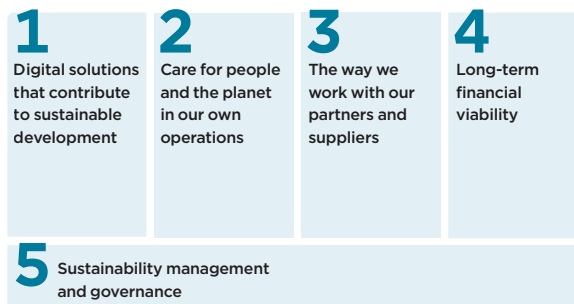 1
Digital solutions
that contribute
to sustainable
development
2
Care for people
and the planet
in our own
operations
3
The way we
work with our
partners and
suppliers
4
Long-term
financial
viability
5
Sustainability management
and governance